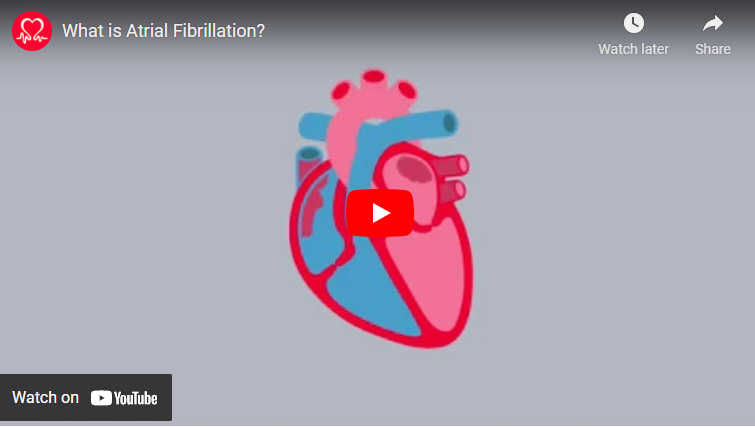 What is Atrial Fibrillation?
Watch later
Share
Watch on YouTube